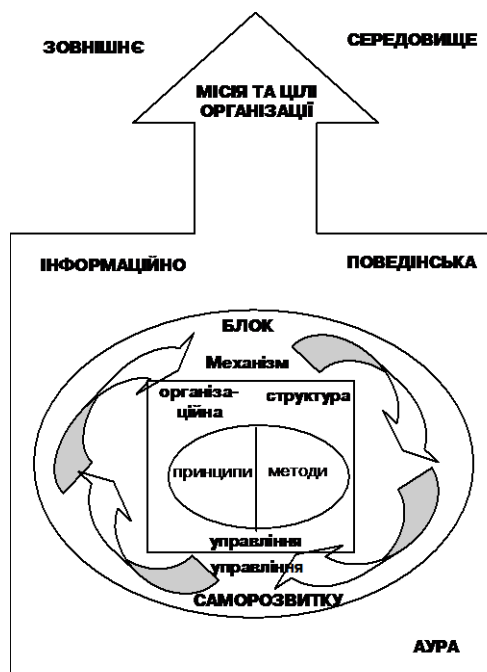 ЗОВНІШНЄ СЕРЕДОВИЩЕ
МІСІЯ ТА ЦІЛІ
ОРГАНІЗАЦІЇ
ІНФОРМАЦІЙНО ПОВЕДІНСЬКА
БЛОК
Механізм
організа-
ційна
структура
принципи методи
управління
управління
САМОРОЗВИТКУ
АУРА